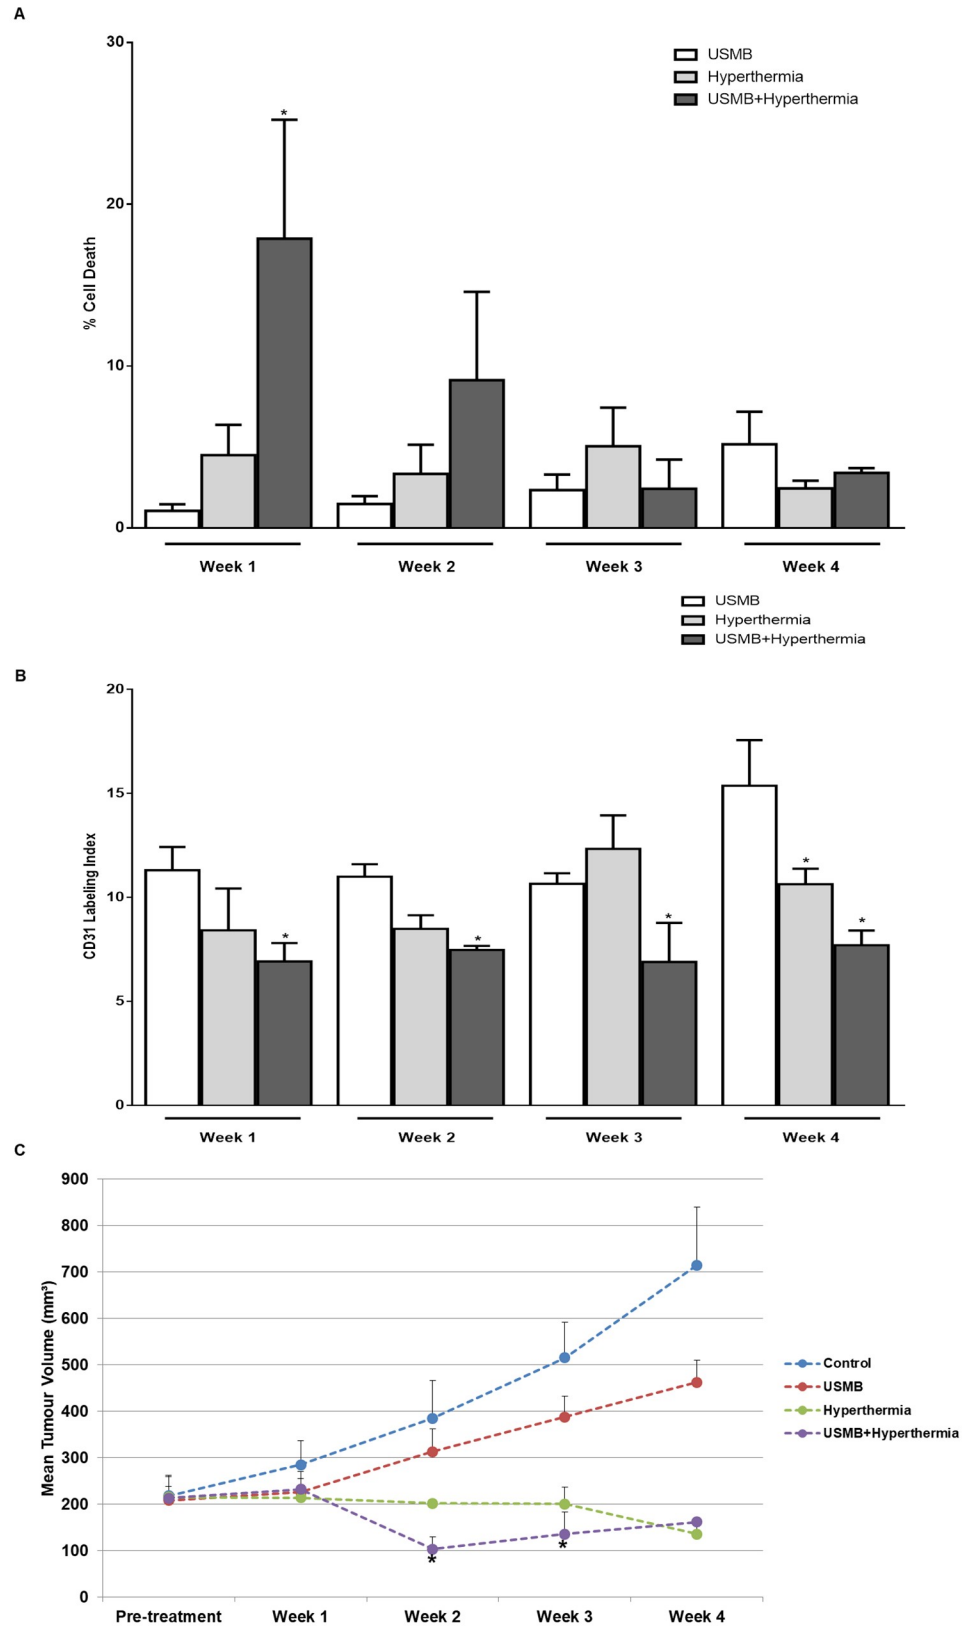 A
30
20
10
0
% Cell Death
USMB
Hyperthermia
USMB+Hyperthermia
*
Week 1
Week 2
Week 3
Week 4
USMB
Hyperthermia
USMB+Hyperthermia
B
20
15
10
5
0
CD31 Labeling Index
*
*
*
*
*
Week 1
Week 2
Week 3
Week 4
C
900
800
700
600
500
400
300
200
100
0
Mean Tumour Volume (mm³)
*
*
Control
USMB
Hyperthermia
USMB+Hyperthermia
Pre-treatment
Week 1
Week 2
Week 3
Week 4